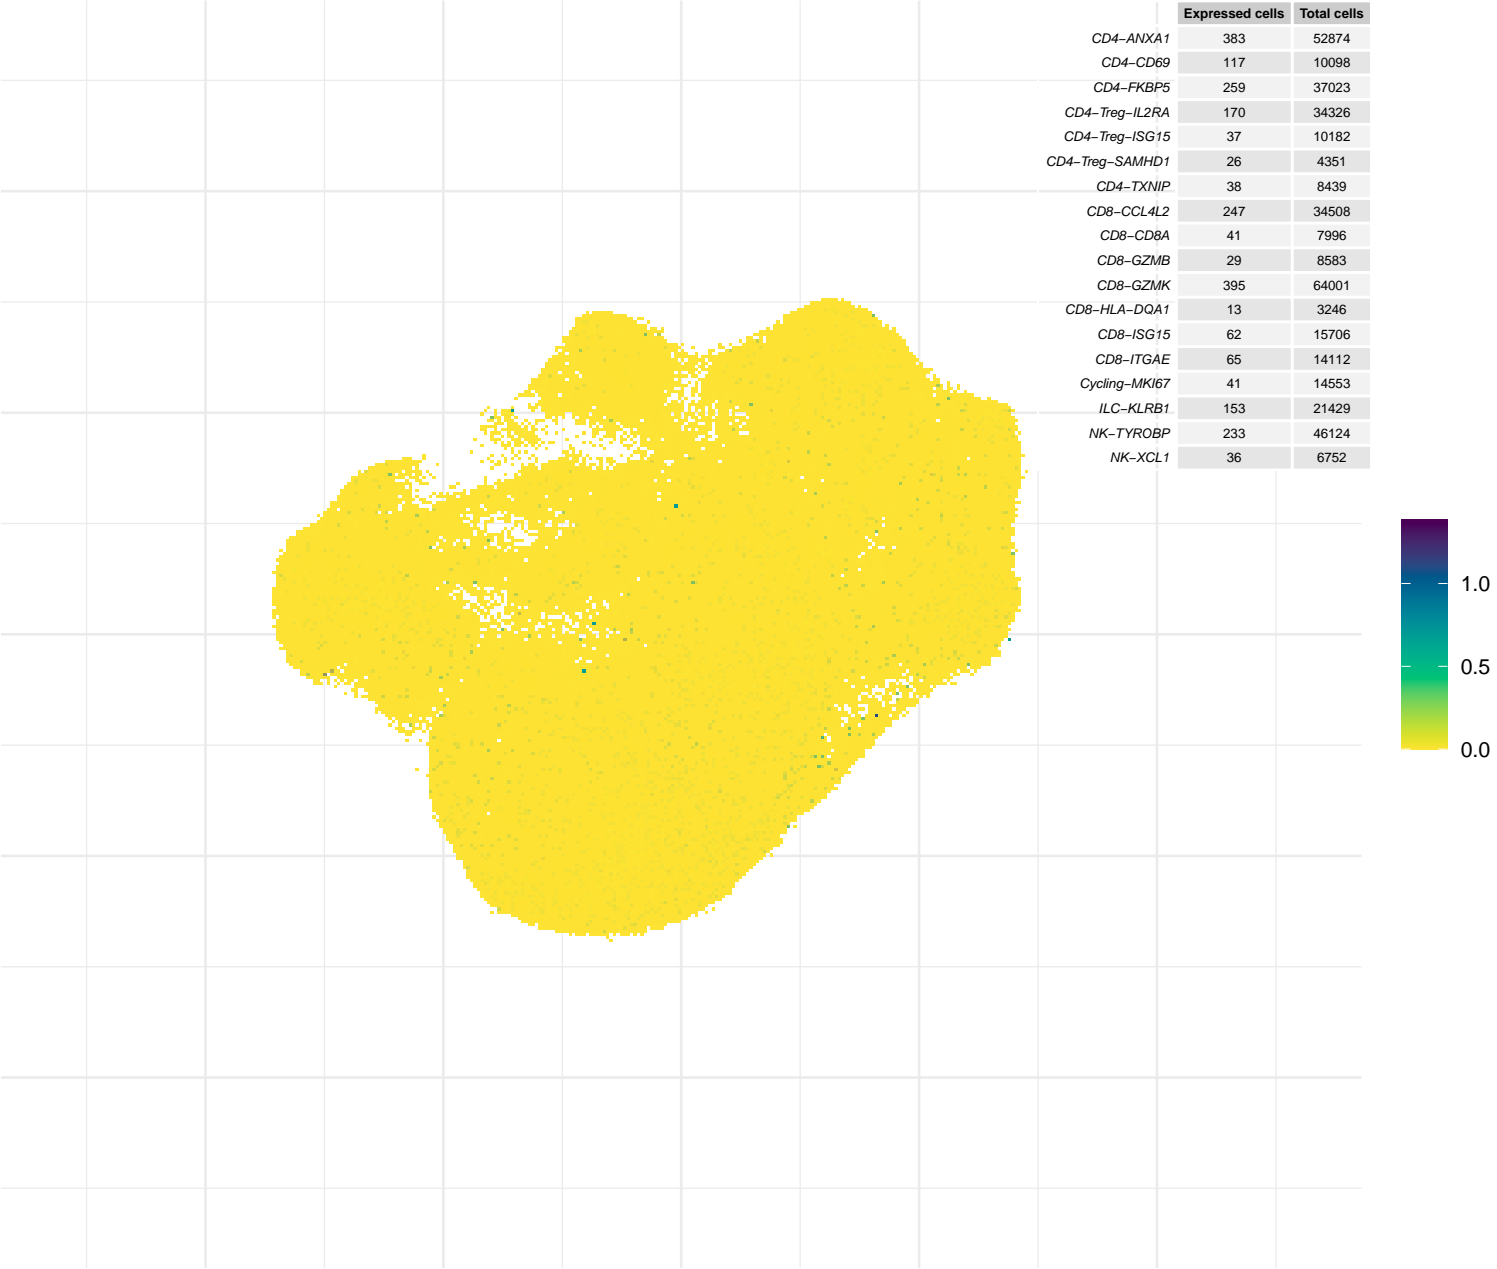 Expressed cells Total cells
CD4−ANXA1 383 52874
CD4−CD69 117 10098
CD4−FKBP5 259 37023
CD4−Treg−IL2RA 170 34326
CD4−Treg−ISG15 37 10182
CD4−Treg−SAMHD1 26 4351
CD4−TXNIP 38 8439
CD8−CCL4L2 247 34508
CD8−CD8A 41 7996
CD8−GZMB 29 8583
CD8−GZMK 395 64001
CD8−HLA−DQA1 13 3246
CD8−ISG15 62 15706
CD8−ITGAE 65 14112
Cycling−MKI67 41 14553
ILC−KLRB1 153 21429
NK−TYROBP 233 46124
NK−XCL1 36 6752
1.0
0.5
0.0